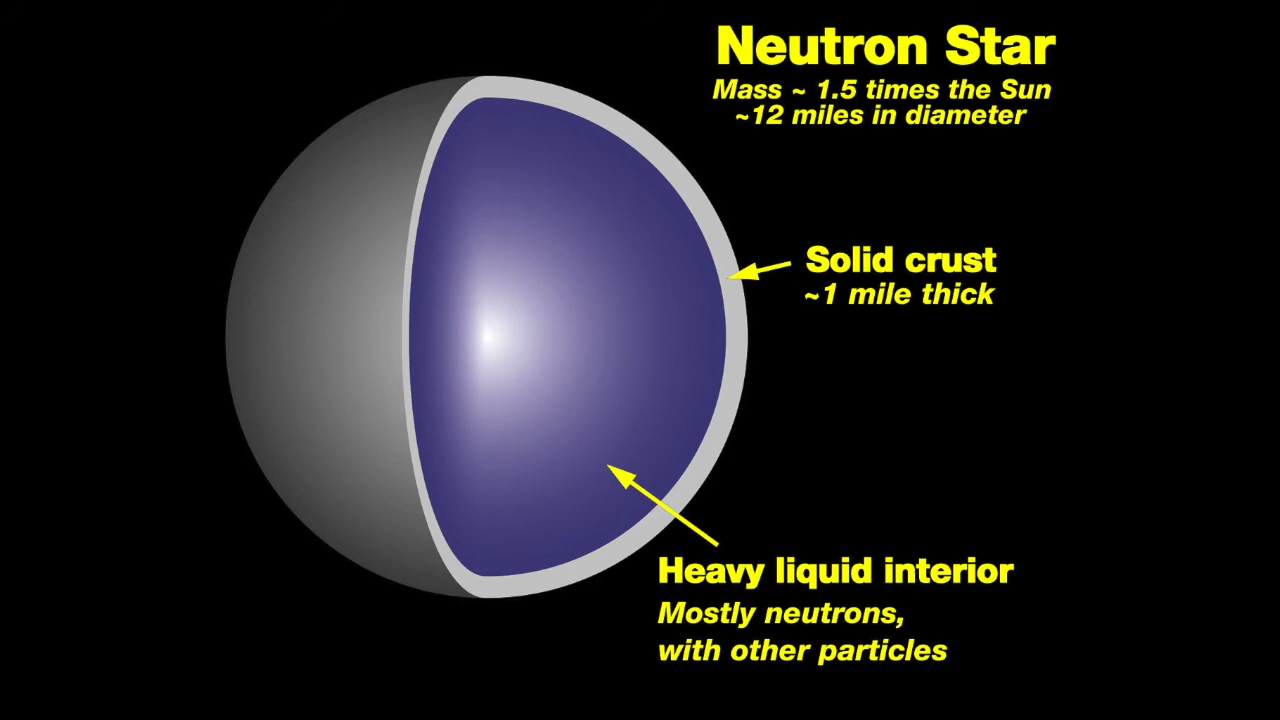 Neutron Star
Mass ~ 1.5 times the Sun
~12 miles in diameter
Solid crust
~1 mile thick
Heavy liquid interior
Mostly neutrons,
with other particles